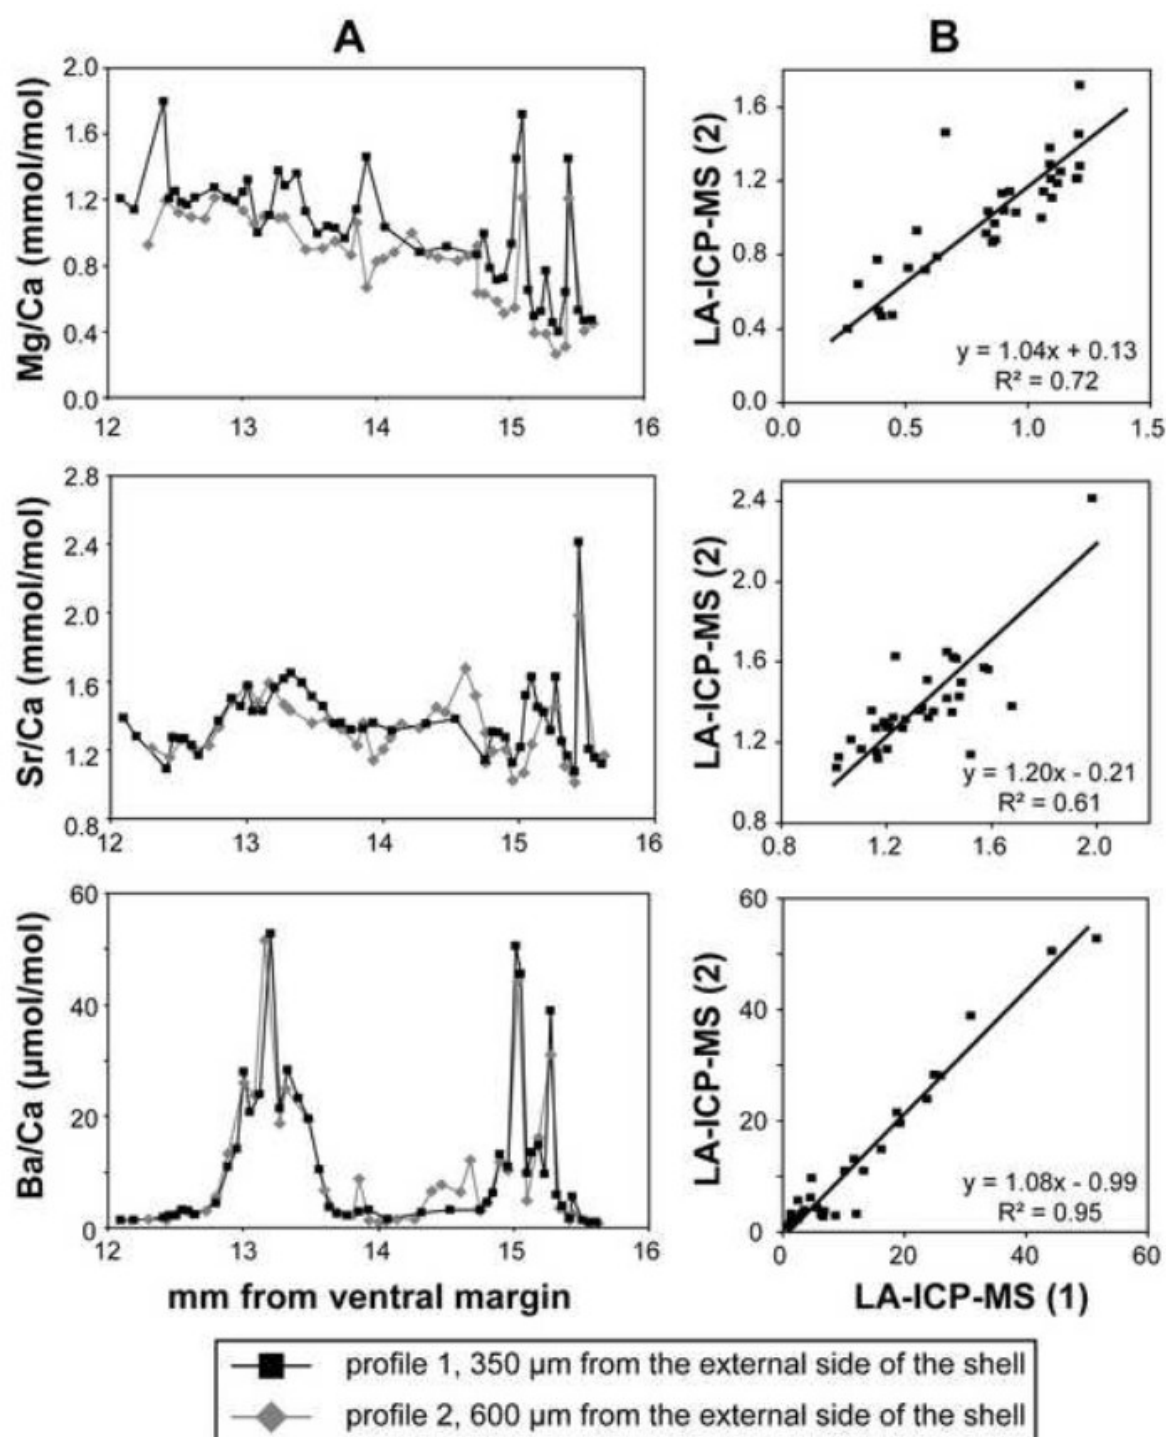 A
B
Mg/Ca (mmol/mol)
2.0
1.6
1.2
0.8
0.4
0.0
12 13 14 15 16
LA-ICP-MS (2)
1.6
1.2
0.8
0.4
0.0
y = 1.04x + 0.13
R² = 0.72
0.0 0.5 1.0 1.5
Sr/Ca (mmol/mol)
2.8
2.4
2.0
1.6
1.2
0.8
12 13 14 15 16
LA-ICP-MS (2)
2.4
2.0
1.6
1.2
0.8
y = 1.20x - 0.21
R² = 0.61
0.8 1.2 1.6 2.0
Ba/Ca (µmol/mol)
60
40
20
0
12 13 14 15 16
mm from ventral margin
LA-ICP-MS (2)
60
40
20
0
y = 1.08x - 0.99
R² = 0.95
0 20 40 60
LA-ICP-MS (1)
profile 1, 350 µm from the external side of the shell
profile 2, 600 µm from the external side of the shell